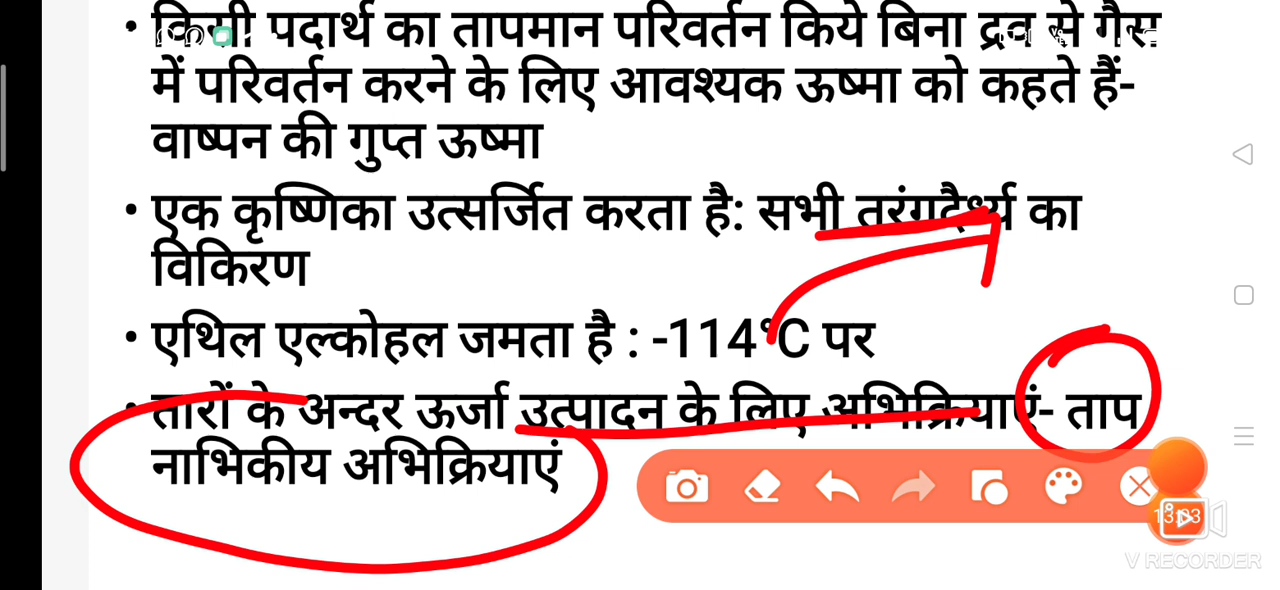 • किसी पदार्थ का तापमान परिवर्तन किये बिना द्रव से गैस
में परिवर्तन करने के लिए आवश्यक ऊष्मा को कहते हैं-
वाष्पन की गुप्त ऊष्मा
• एक कृष्णिका उत्सर्जित करता है: सभी तरंगदैर्ध्य का
विकिरण
• एथिल एल्कोहल जमता है : -114°C पर
• तारों के अन्दर ऊर्जा उत्पादन के लिए अभिक्रियाएं- ताप
नाभिकीय अभिक्रियाएं
13:03
V RECORDER